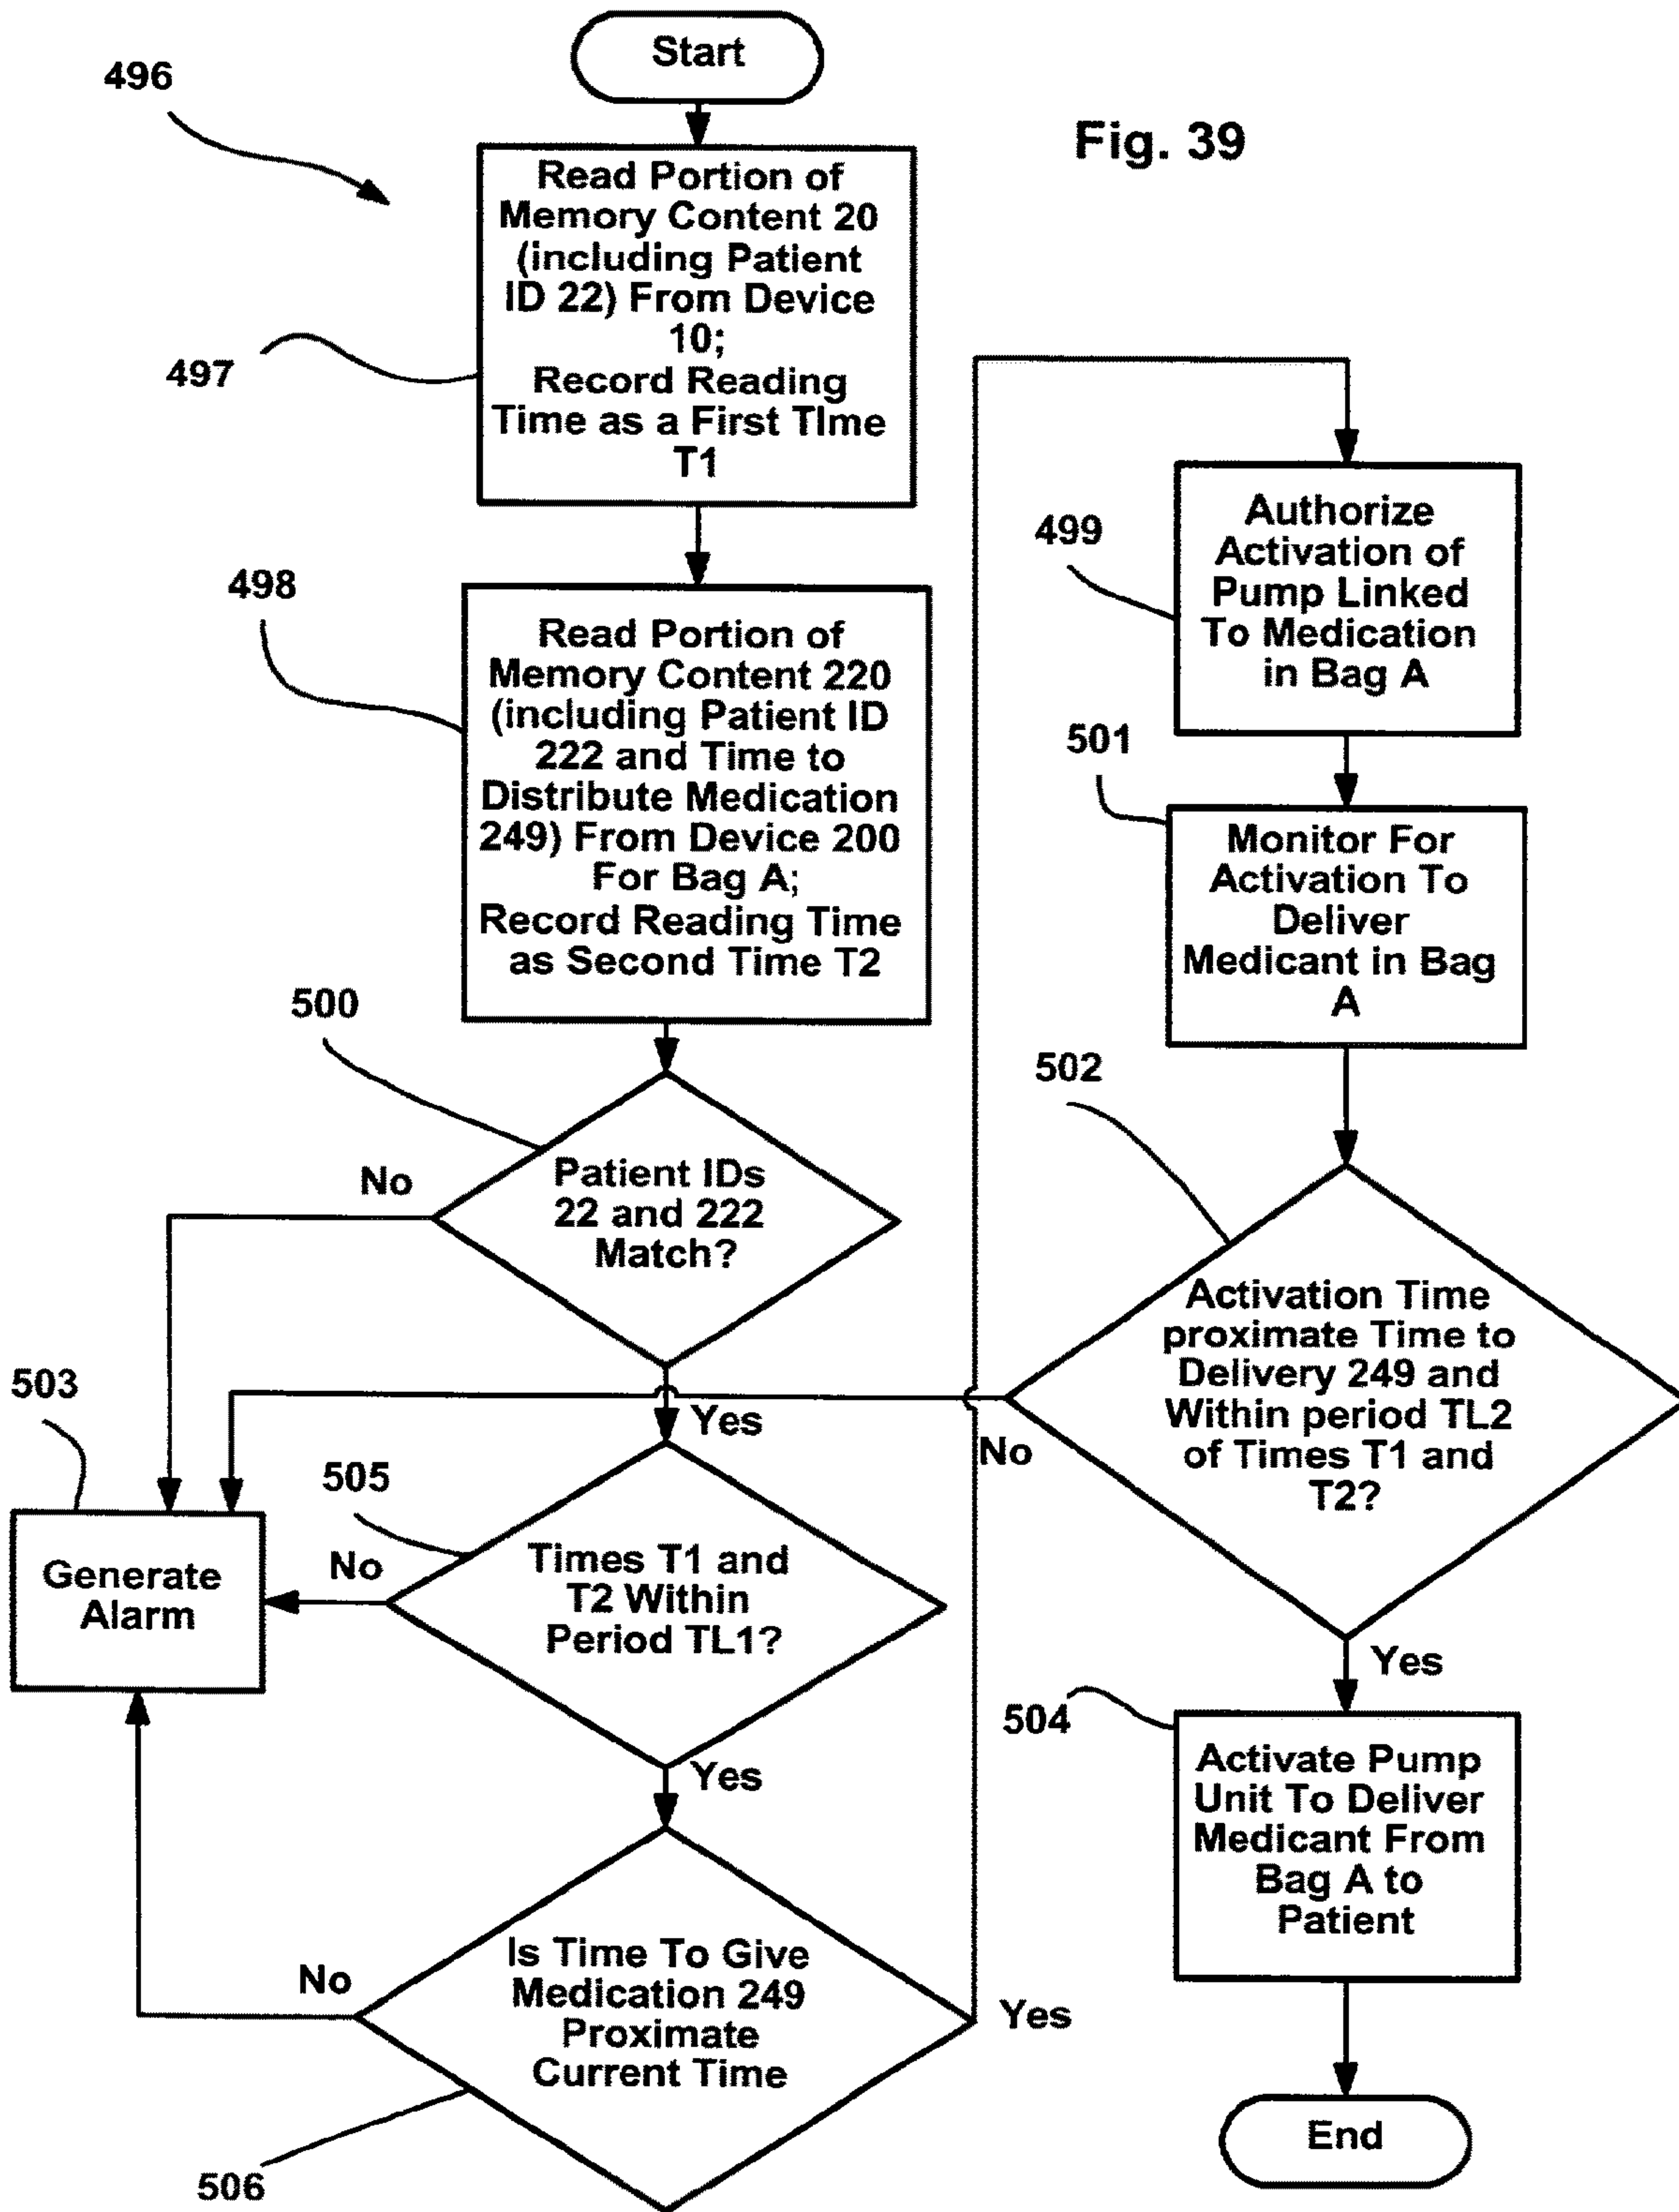 Start
496
Fig. 39
Read Portion of
Memory Content 20
(including Patient
ID 22) From Device
10;
Record Reading
Time as a First TIme
T1
497
498
Read Portion of
Memory Content 220
(including Patient ID
222 and Time to
Distribute Medication
249) From Device 200
For Bag A;
Record Reading Time
as Second Time T2
500
Patient IDs
22 and 222
Match?
No
Yes
503
Generate
Alarm
505
Times T1 and
T2 Within
Period TL1?
No
Yes
Is Time To Give
Medication 249
Proximate
Current Time
No
Yes
506
499
Authorize
Activation of
Pump Linked
To Medication
in Bag A
501
Monitor For
Activation To
Deliver
Medicant in Bag
A
502
Activation Time
proximate Time to
Delivery 249 and
Within period TL2
of Times T1 and
T2?
No
Yes
504
Activate Pump
Unit To Deliver
Medicant From
Bag A to
Patient
End